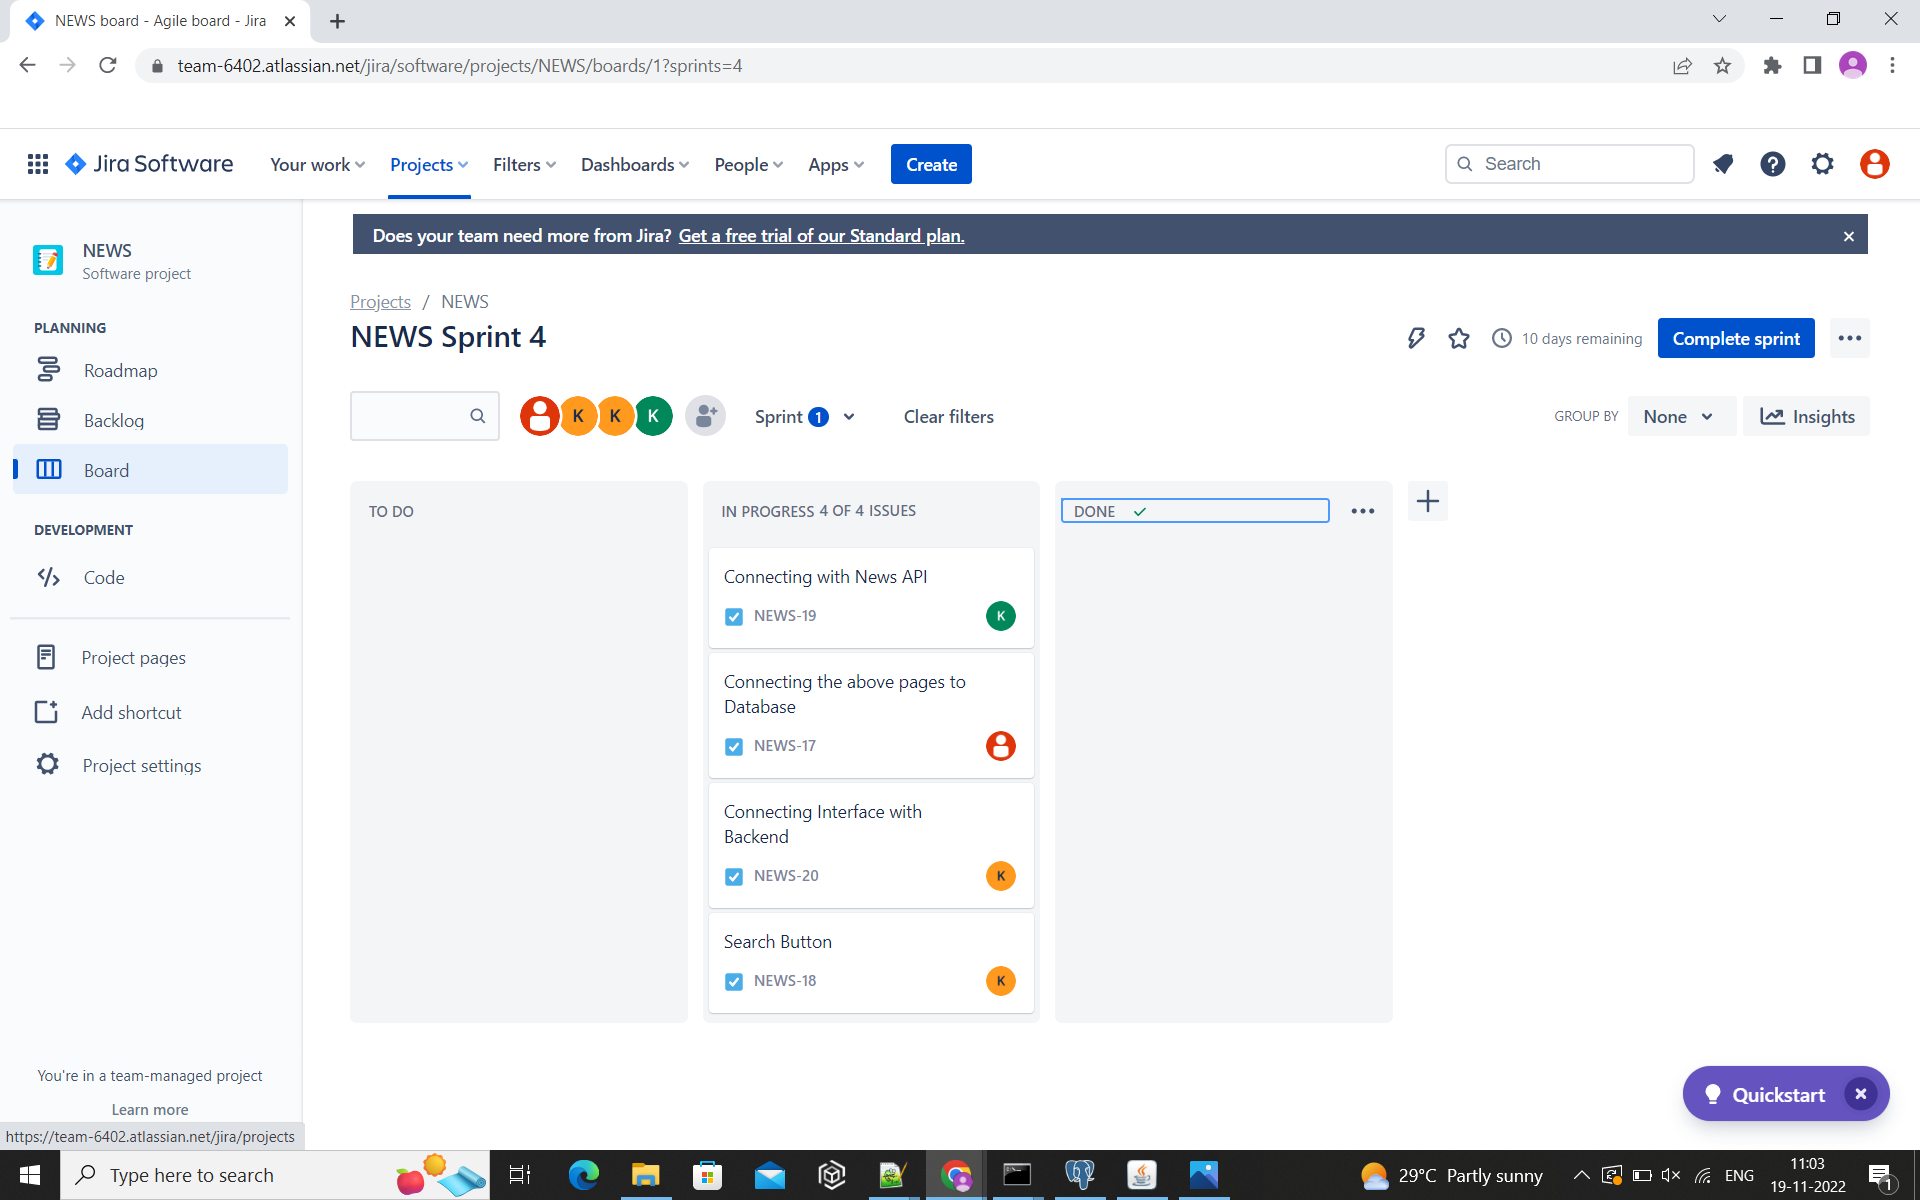 NEWS board - Agile board - Jira
team-6402.atlassian.net/jira/software/projects/NEWS/boards/1?sprints=4
Jira Software
Your work
Projects
Filters
Dashboards
People
Apps
Create
Search
NEWS
Software project
Does your team need more from Jira? Get a free trial of our Standard plan.
PLANNING
Roadmap
Backlog
Board
DEVELOPMENT
Code
Project pages
Add shortcut
Project settings
You're in a team-managed project
Learn more
https://team-6402.atlassian.net/jira/projects
Projects / NEWS
NEWS Sprint 4
10 days remaining
Complete sprint
K K K
Sprint 1
Clear filters
GROUP BY
None
Insights
TO DO
IN PROGRESS 4 OF 4 ISSUES
Connecting with News API
NEWS-19
K
Connecting the above pages to
Database
NEWS-17
Connecting Interface with
Backend
NEWS-20
K
Search Button
NEWS-18
K
DONE
Quickstart
Type here to search
29°C Partly sunny
ENG
11:03
19-11-2022
1